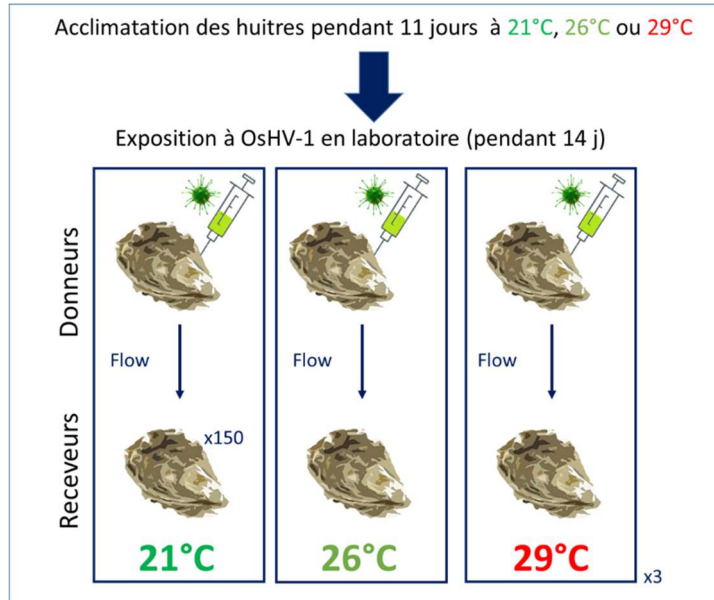 Acclimatation des huitres pendant 11 jours à 21°C, 26°C ou 29°C
Exposition à OsHV-1 en laboratoire (pendant 14 j)
Donneurs
Flow
Flow
Flow
Receveurs
x150
21°C
26°C
29°C
x3